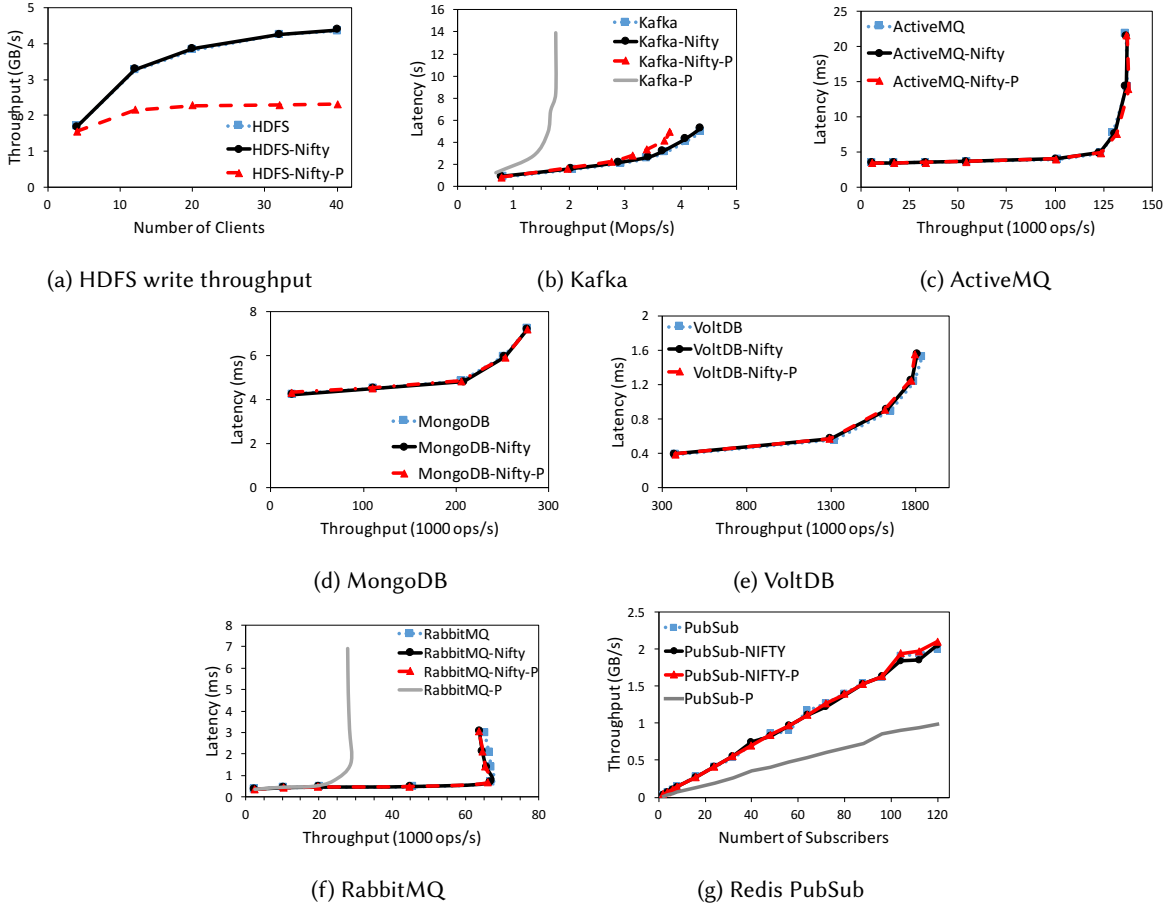 Throughput (GB/s)
5
4
3
2
1
0
0 10 20 30 40
Number of Clients
HDFS
HDFS-Nifty
HDFS-Nifty-P
(a) HDFS write throughput
Latency (s)
16
14
12
10
8
6
4
2
0
0 1 2 3 4 5
Throughput (Mops/s)
Kafka
Kafka-Nifty
Kafka-Nifty-P
Kafka-P
(b) Kafka
Latency (ms)
25
20
15
10
5
0
0 25 50 75 100 125 150
Throughput (1000 ops/s)
ActiveMQ
ActiveMQ-Nifty
ActiveMQ-Nifty-P
(c) ActiveMQ
Latency (ms)
8
6
4
2
0
0 100 200 300
Throughput (1000 ops/s)
MongoDB
MongoDB-Nifty
MongoDB-Nifty-P
(d) MongoDB
Latency (ms)
2
1.6
1.2
0.8
0.4
0
300 800 1300 1800
Throughput (1000 ops/s)
VoltDB
VoltDB-Nifty
VoltDB-Nifty-P
(e) VoltDB
Latency (ms)
8
7
6
5
4
3
2
1
0
0 20 40 60 80
Throughput (1000 ops/s)
RabbitMQ
RabbitMQ-Nifty
RabbitMQ-Nifty-P
RabbitMQ-P
(f) RabbitMQ
Throughput (GB/s)
2.5
2
1.5
1
0.5
0
0 20 40 60 80 100 120
Numbert of Subscribers
PubSub
PubSub-NIFTY
PubSub-NIFTY-P
PubSub-P
(g) Redis PubSub